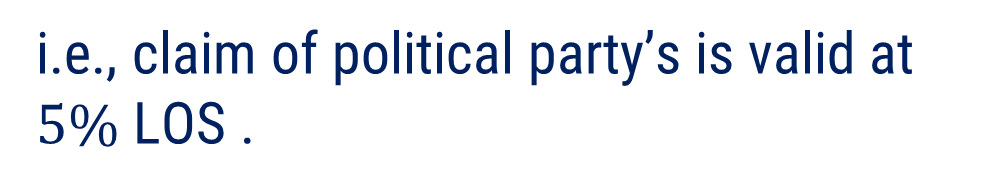 i.e., claim of political party’s is valid at
5% LOS .